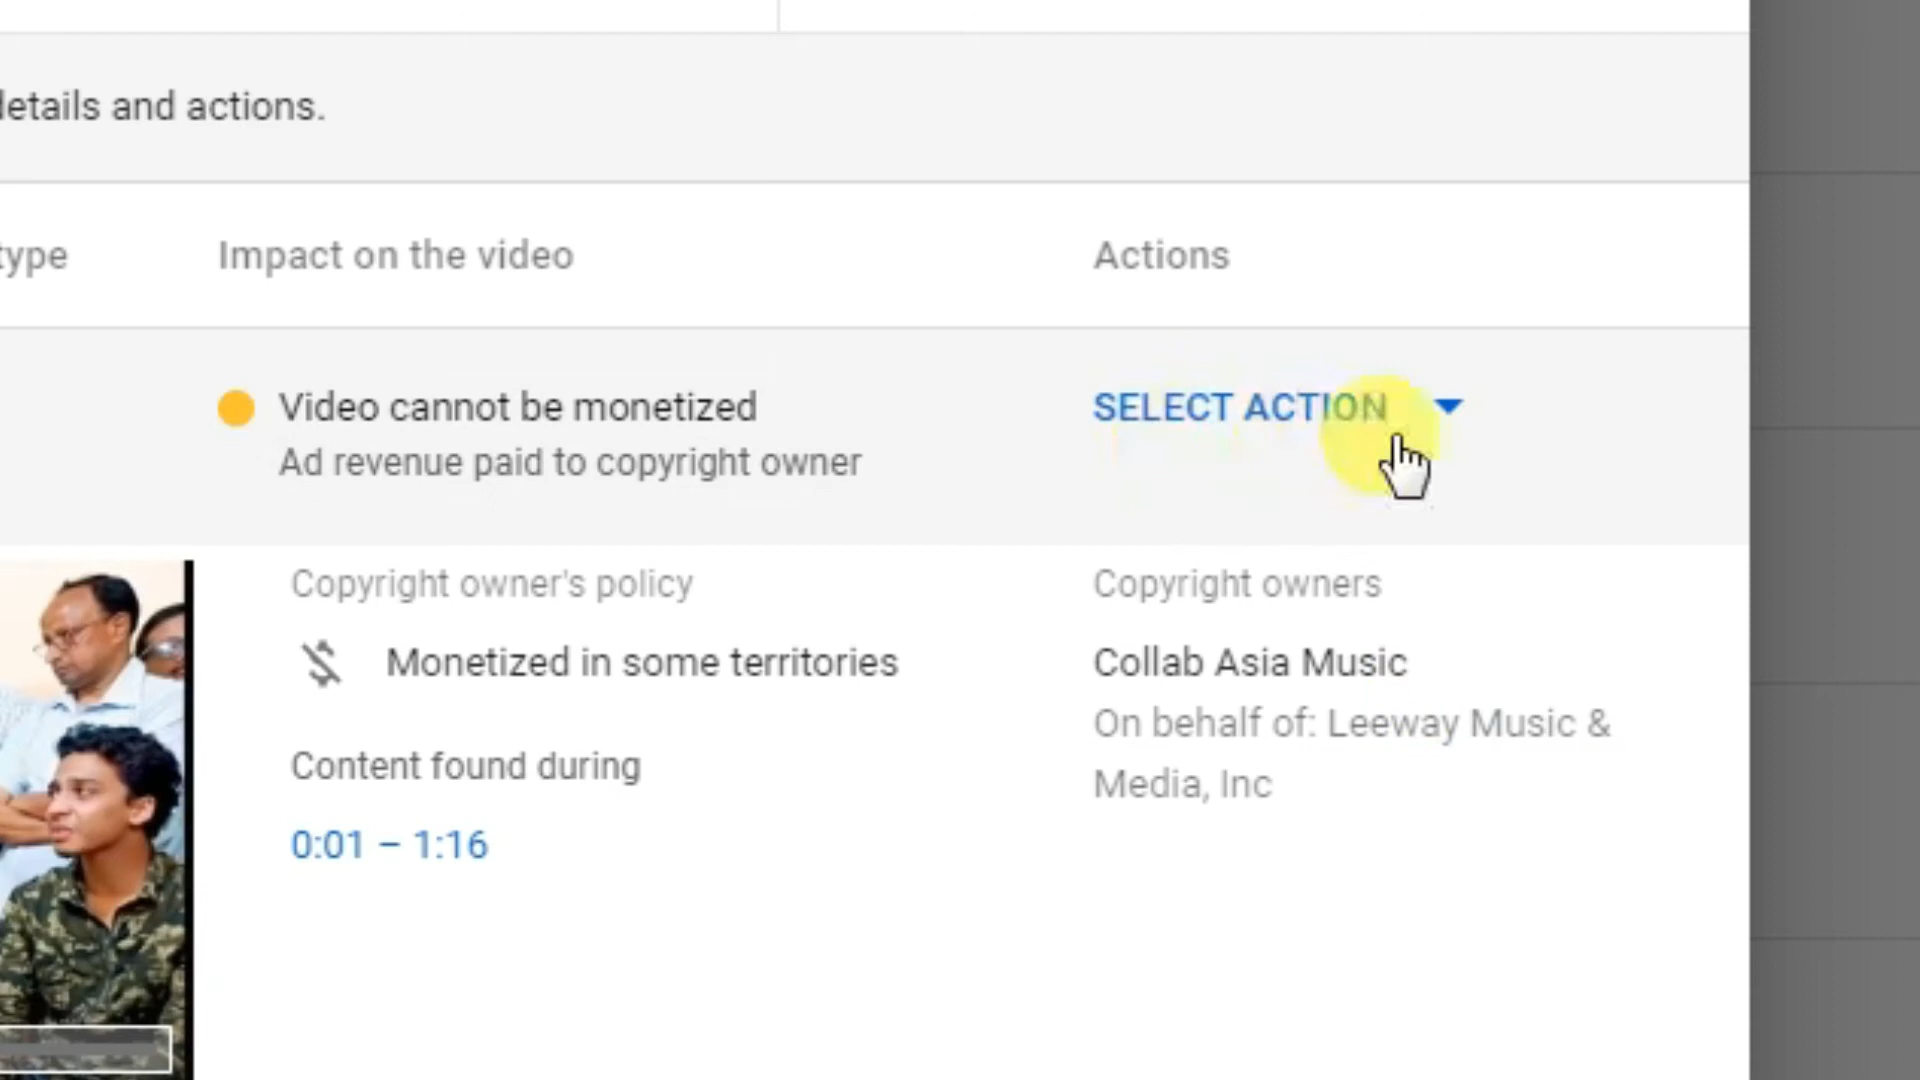 details and actions.
type
Impact on the video
Actions
Video cannot be monetized
SELECT ACTION
Ad revenue paid to copyright owner
Copyright owner's policy
Copyright owners
Monetized in some territories
Collab Asia Music
On behalf of: Leeway Music &
Media, Inc
Content found during
0:01 – 1:16